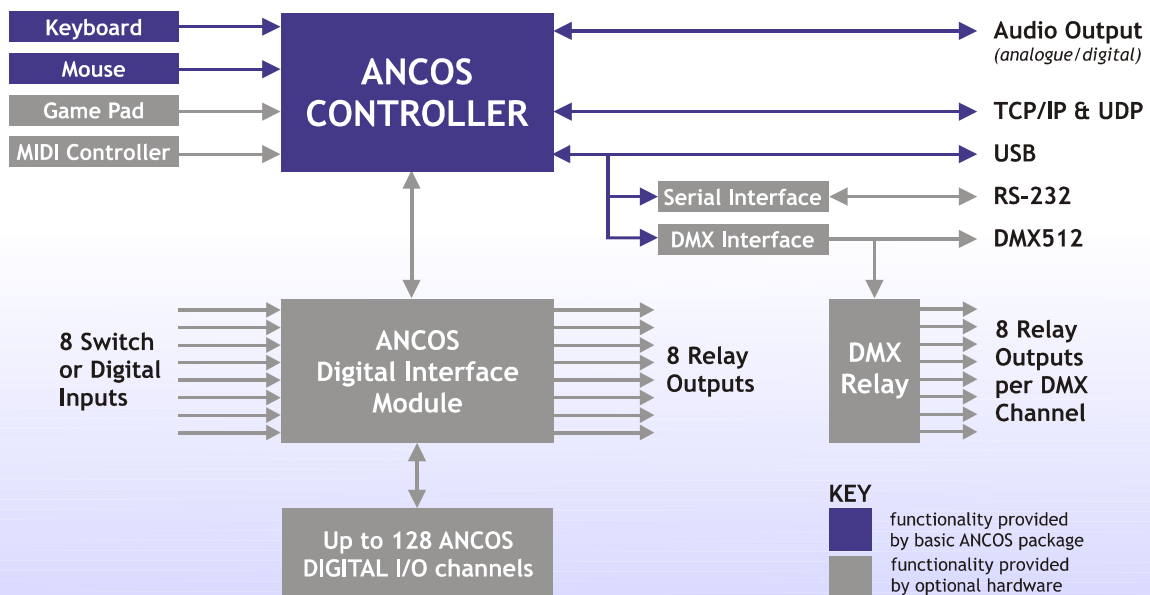 Keyboard
Mouse
Game Pad
MIDI Controller
ANCOS
CONTROLLER
Audio Output
(analogue/digital)
TCP/IP & UDP
USB
Serial Interface
RS-232
DMX Interface
DMX512
8 Switch
or Digital
Inputs
ANCOS
Digital Interface
Module
8 Relay
Outputs
DMX
Relay
8 Relay
Outputs
per DMX
Channel
Up to 128 ANCOS
DIGITAL I/O channels
KEY
functionality provided
by basic ANCOS package
functionality provided
by optional hardware